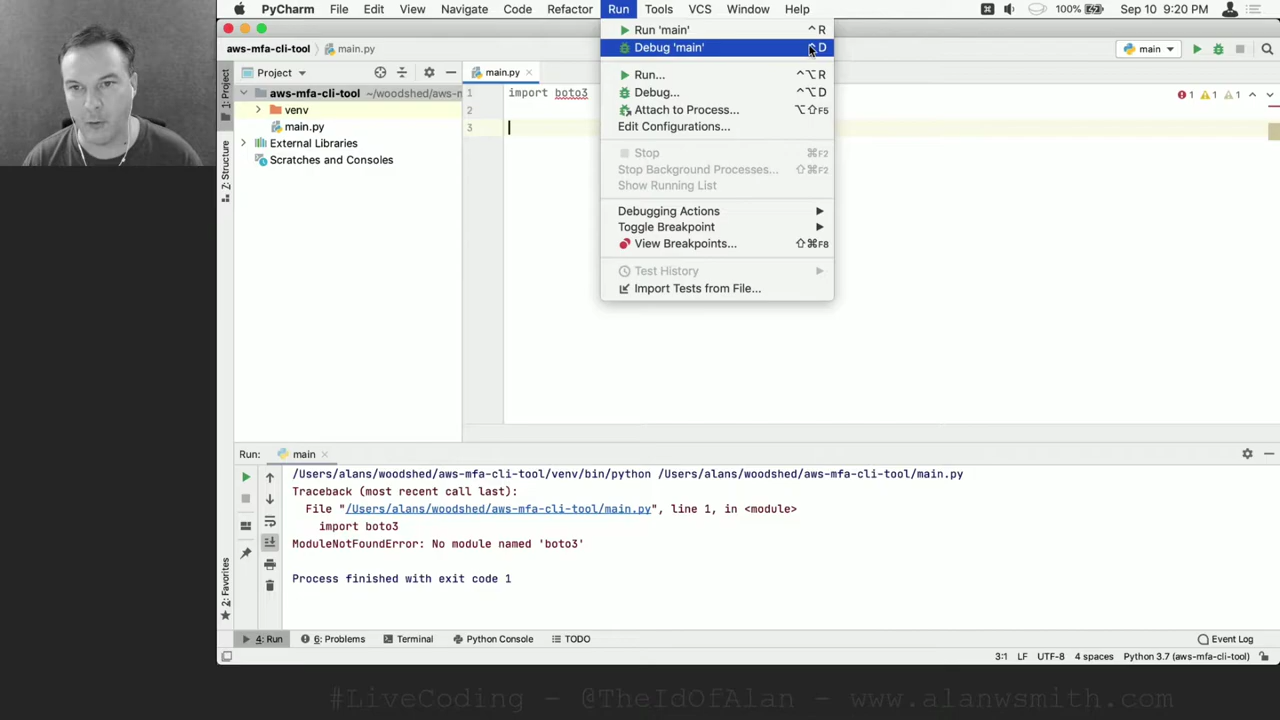 PyCharm File Edit View Navigate Code Refactor Run Tools VCS Window Help 100% Sep 10 9:20 PM
aws-mfa-cli-tool main.py
main
Run 'main' ^R
Debug 'main' ^D
Run... ^⌥R
Debug... ^⌥D
Attach to Process... ⌥⇧F5
Edit Configurations...
Stop ⌘F2
Stop Background Processes... ⇧⌘F2
Show Running List
Debugging Actions
Toggle Breakpoint
View Breakpoints... ⇧⌘F8
Test History
Import Tests from File...
1: Project
Z: Structure
2: Favorites
Project
aws-mfa-cli-tool ~/woodshed/aws-m
venv
main.py
External Libraries
Scratches and Consoles
main.py
1 import boto3
2
3
1 1 1
Run: main
/Users/alans/woodshed/aws-mfa-cli-tool/venv/bin/python /Users/alans/woodshed/aws-mfa-cli-tool/main.py
Traceback (most recent call last):
File "/Users/alans/woodshed/aws-mfa-cli-tool/main.py", line 1, in <module>
import boto3
ModuleNotFoundError: No module named 'boto3'
Process finished with exit code 1
4: Run 6: Problems Terminal Python Console TODO Event Log
3:1 LF UTF-8 4 spaces Python 3.7 (aws-mfa-cli-tool)
#LiveCoding - @TheIdOfAlan - www.alanwsmith.com